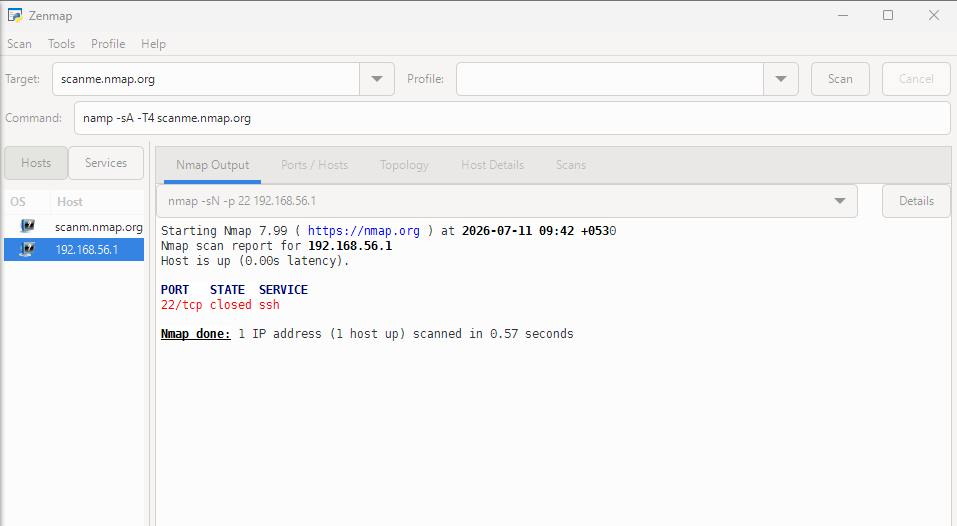 Zenmap
Scan Tools Profile Help
Target: scanme.nmap.org Profile: Scan Cancel
Command: namp -sA -T4 scanme.nmap.org
Hosts Services
OS Host
scanm.nmap.org
192.168.56.1
Nmap Output Ports / Hosts Topology Host Details Scans
nmap -sN -p 22 192.168.56.1 Details
Starting Nmap 7.99 ( https://nmap.org ) at 2026-07-11 09:42 +0530
Nmap scan report for 192.168.56.1
Host is up (0.00s latency).
PORT STATE SERVICE
22/tcp closed ssh
Nmap done: 1 IP address (1 host up) scanned in 0.57 seconds